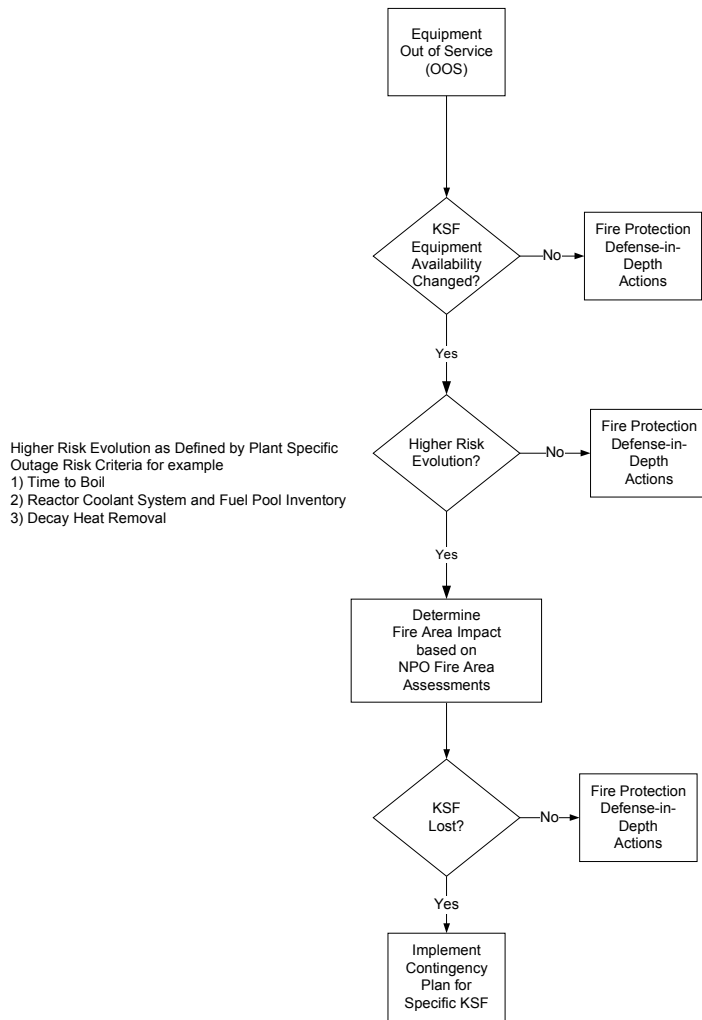 Equipment
Out of Service
(OOS)
KSF
Equipment
Availability
Changed?
No
Fire Protection
Defense-in-
Depth
Actions
Yes
Higher Risk Evolution as Defined by Plant Specific
Outage Risk Criteria for example
1) Time to Boil
2) Reactor Coolant System and Fuel Pool Inventory
3) Decay Heat Removal
Higher Risk
Evolution?
No
Fire Protection
Defense-in-
Depth
Actions
Yes
Determine
Fire Area Impact
based on
NPO Fire Area
Assessments
KSF
Lost?
No
Fire Protection
Defense-in-
Depth
Actions
Yes
Implement
Contingency
Plan for
Specific KSF